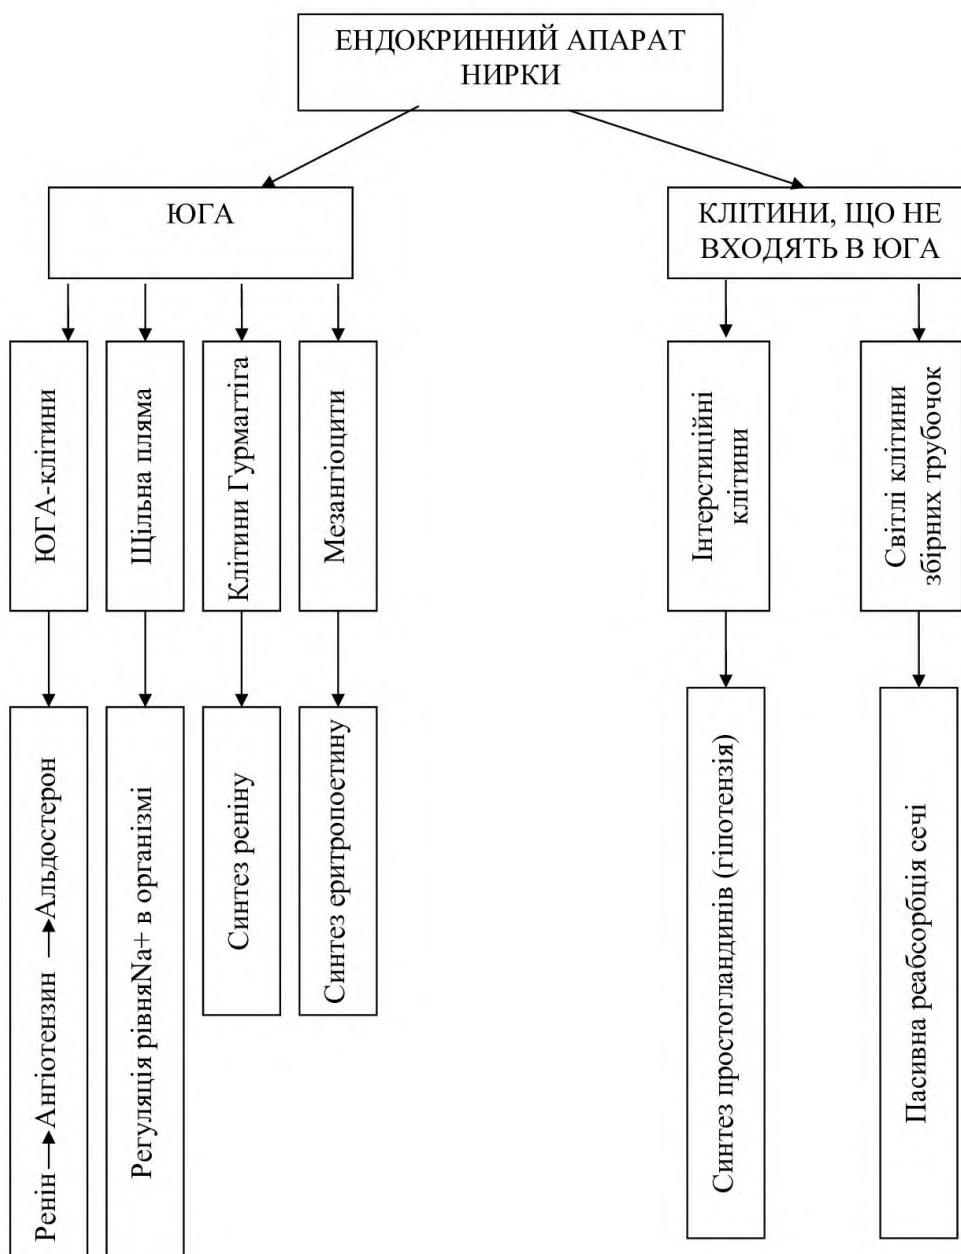 ЕНДОКРИННИЙ АПАРАТ
НИРКИ
ЮГА
КЛІТИНИ, ЩО НЕ
ВХОДЯТЬ В ЮГА
ЮГА-клітини
Щільна пляма
Клітини Гурмагтіга
Мезангіоцити
Інтерстиційні
клітини
Світлі клітини
збірних трубочок
Ренін→Ангіотензин →Альдостерон
Регуляція рівняNa+ в організмі
Синтез реніну
Синтез еритропоетину
Синтез простогландинів (гіпотензія)
Пасивна реабсорбція сечі